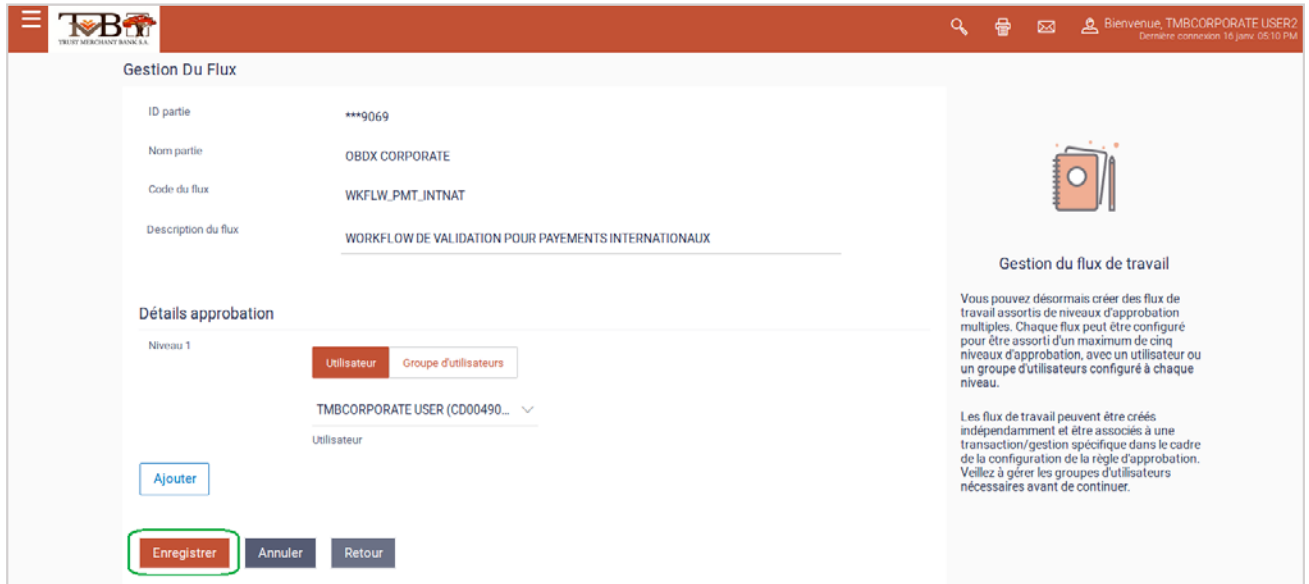 TMB
TRUST MERCHANT BANK S.A.
Bienvenue, TMBCORPORATE USER2
Dernière connexion 16 janv. 05:10 PM
Gestion Du Flux
ID partie
***9069
Nom partie
OBDX CORPORATE
Code du flux
WKFLW_PMT_INTNAT
Description du flux
WORKFLOW DE VALIDATION POUR PAYEMENTS INTERNATIONAUX
Détails approbation
Niveau 1
Utilisateur
Groupe d'utilisateurs
TMBCORPORATE USER (CD00490...
Utilisateur
Ajouter
Enregistrer
Annuler
Retour
Gestion du flux de travail
Vous pouvez désormais créer des flux de
travail assortis de niveaux d'approbation
multiples. Chaque flux peut être configuré
pour être assorti d'un maximum de cinq
niveaux d'approbation, avec un utilisateur ou
un groupe d'utilisateurs configuré à chaque
niveau.
Les flux de travail peuvent être créés
indépendamment et être associés à une
transaction/gestion spécifique dans le cadre
de la configuration de la règle d'approbation.
Veillez à gérer les groupes d'utilisateurs
nécessaires avant de continuer.